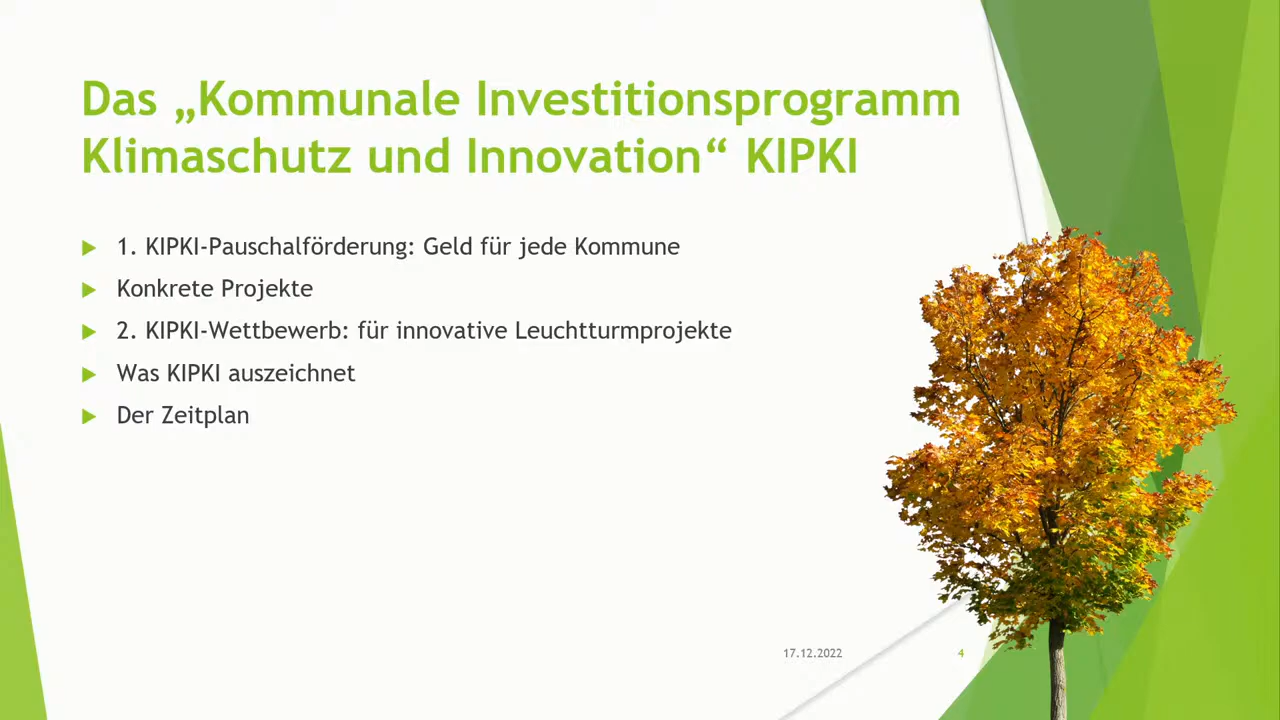 Das „Kommunale Investitionsprogramm
Klimaschutz und Innovation“ KIPKI
1. KIPKI-Pauschalförderung: Geld für jede Kommune
Konkrete Projekte
2. KIPKI-Wettbewerb: für innovative Leuchtturmprojekte
Was KIPKI auszeichnet
Der Zeitplan
17.12.2022
4